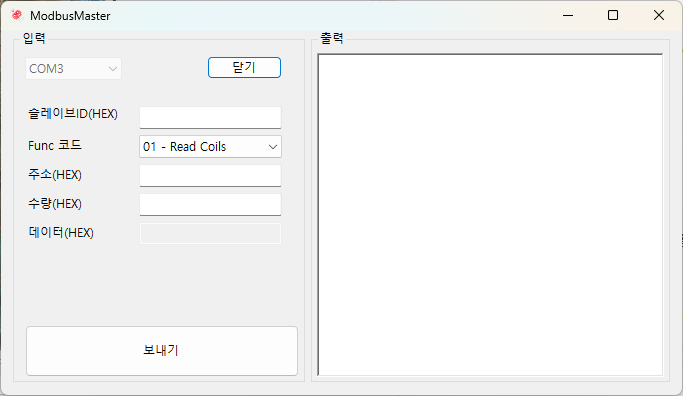 ModbusMaster
입력
COM3
닫기
슬레이브ID(HEX)
Func 코드
01 - Read Coils
주소(HEX)
수량(HEX)
데이터(HEX)
보내기
출력